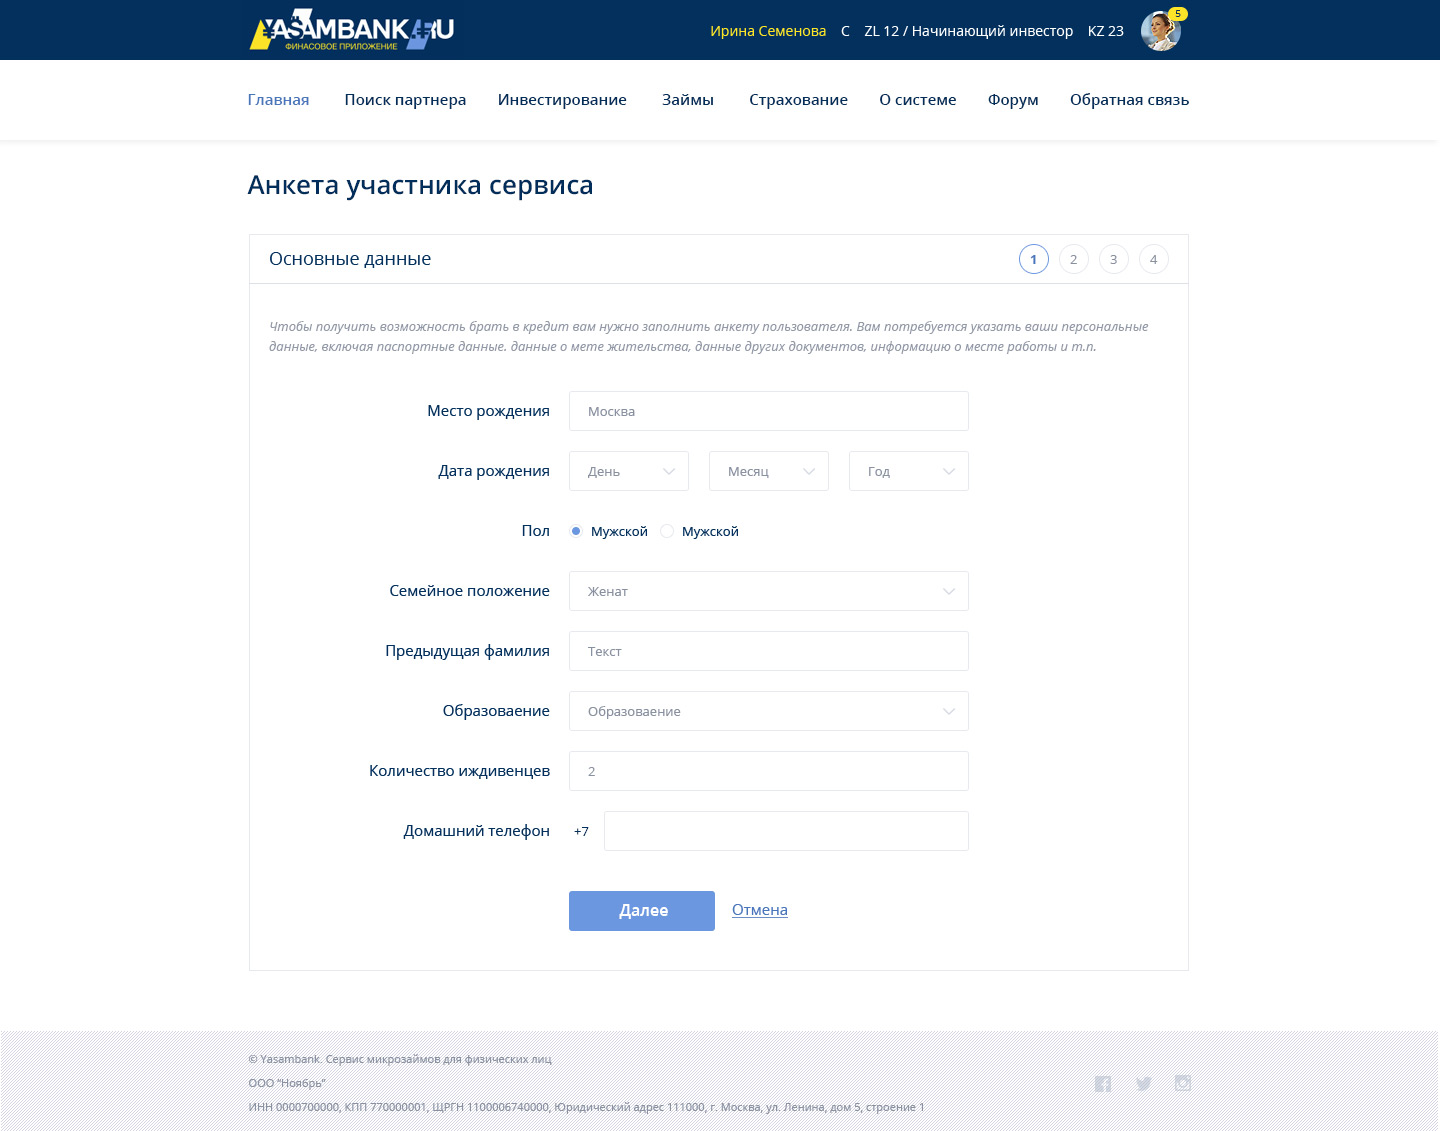 YASAMBANK.RU
ФИНАСОВОЕ ПРИЛОЖЕНИЕ
Ирина Семенова C ZL 12 / Начинающий инвестор KZ 23 5
Главная Поиск партнера Инвестирование Займы Страхование О системе Форум Обратная связь
Анкета участника сервиса
Основные данные 1 2 3 4
Чтобы получить возможность брать в кредит вам нужно заполнить анкету пользователя. Вам потребуется указать ваши персональные
данные, включая паспортные данные. данные о мете жительства, данные других документов, информацию о месте работы и т.п.
Место рождения Москва
Дата рождения День Месяц Год
Пол Мужской Мужской
Семейное положение Женат
Предыдущая фамилия Текст
Образоваение Образоваение
Количество иждивенцев 2
Домашний телефон +7
Далее Отмена
© Yasambank. Сервис микрозаймов для физических лиц
ООО “Ноябрь”
ИНН 0000700000, КПП 770000001, ЩРГН 1100006740000, Юридический адрес 111000, г. Москва, ул. Ленина, дом 5, строение 1